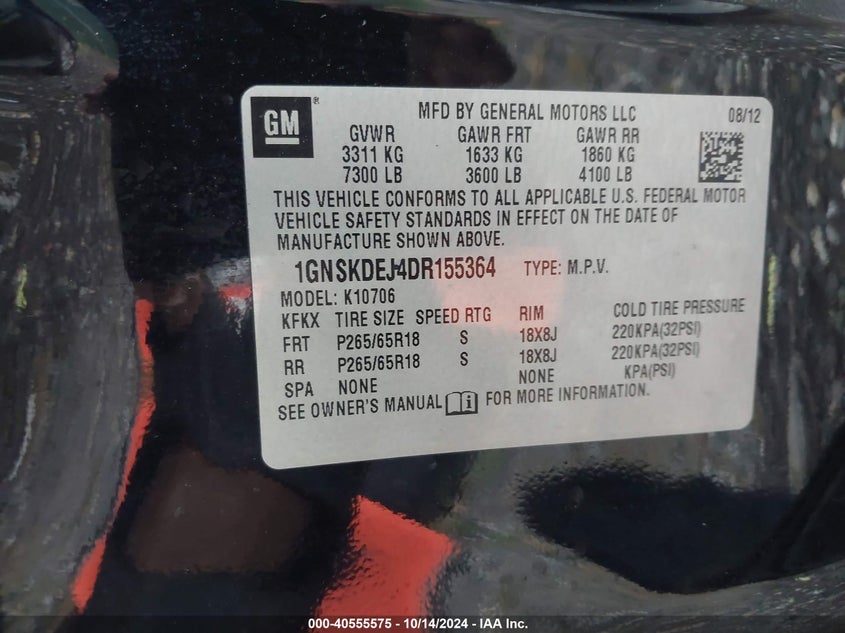 GM ®
MFD BY GENERAL MOTORS LLC 08/12
GVWR GAWR FRT GAWR RR
3311 KG 1633 KG 1860 KG
7300 LB 3600 LB 4100 LB
THIS VEHICLE CONFORMS TO ALL APPLICABLE U.S. FEDERAL MOTOR
VEHICLE SAFETY STANDARDS IN EFFECT ON THE DATE OF
MANUFACTURE SHOWN ABOVE.
1GNSKDEJ4DR155364 TYPE: M.P.V.
MODEL: K10706
KFKX TIRE SIZE SPEED RTG RIM COLD TIRE PRESSURE
FRT P265/65R18 S 18X8J 220KPA(32PSI)
RR P265/65R18 S 18X8J 220KPA(32PSI)
SPA NONE NONE KPA(PSI)
SEE OWNER'S MANUAL FOR MORE INFORMATION.
000-40555575 - 10/14/2024 - IAA Inc.